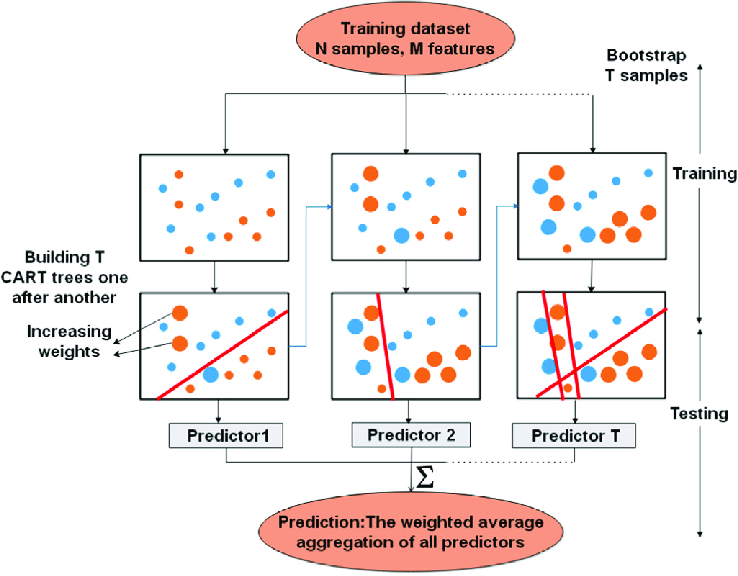 Training dataset
N samples, M features
Bootstrap
T samples
Training
Building T
CART trees one
after another
Increasing
weights
Testing
Predictor1
Predictor 2
Predictor T
Σ
Prediction:The weighted average
aggregation of all predictors